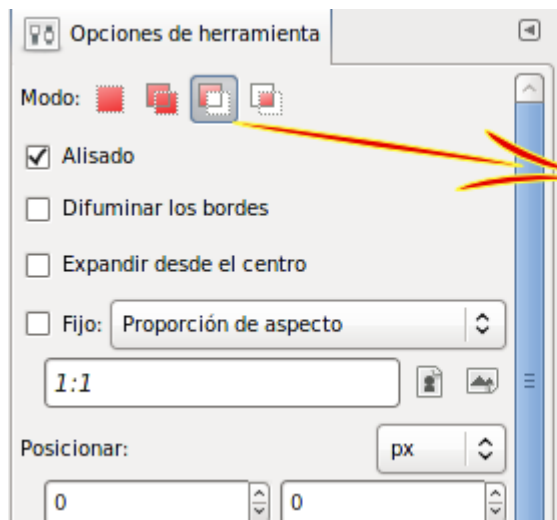 Opciones de herramienta
Modo:
Alisado
Difuminar los bordes
Expandir desde el centro
Fijo: Proporción de aspecto
1:1
Posicionar: px
0 0